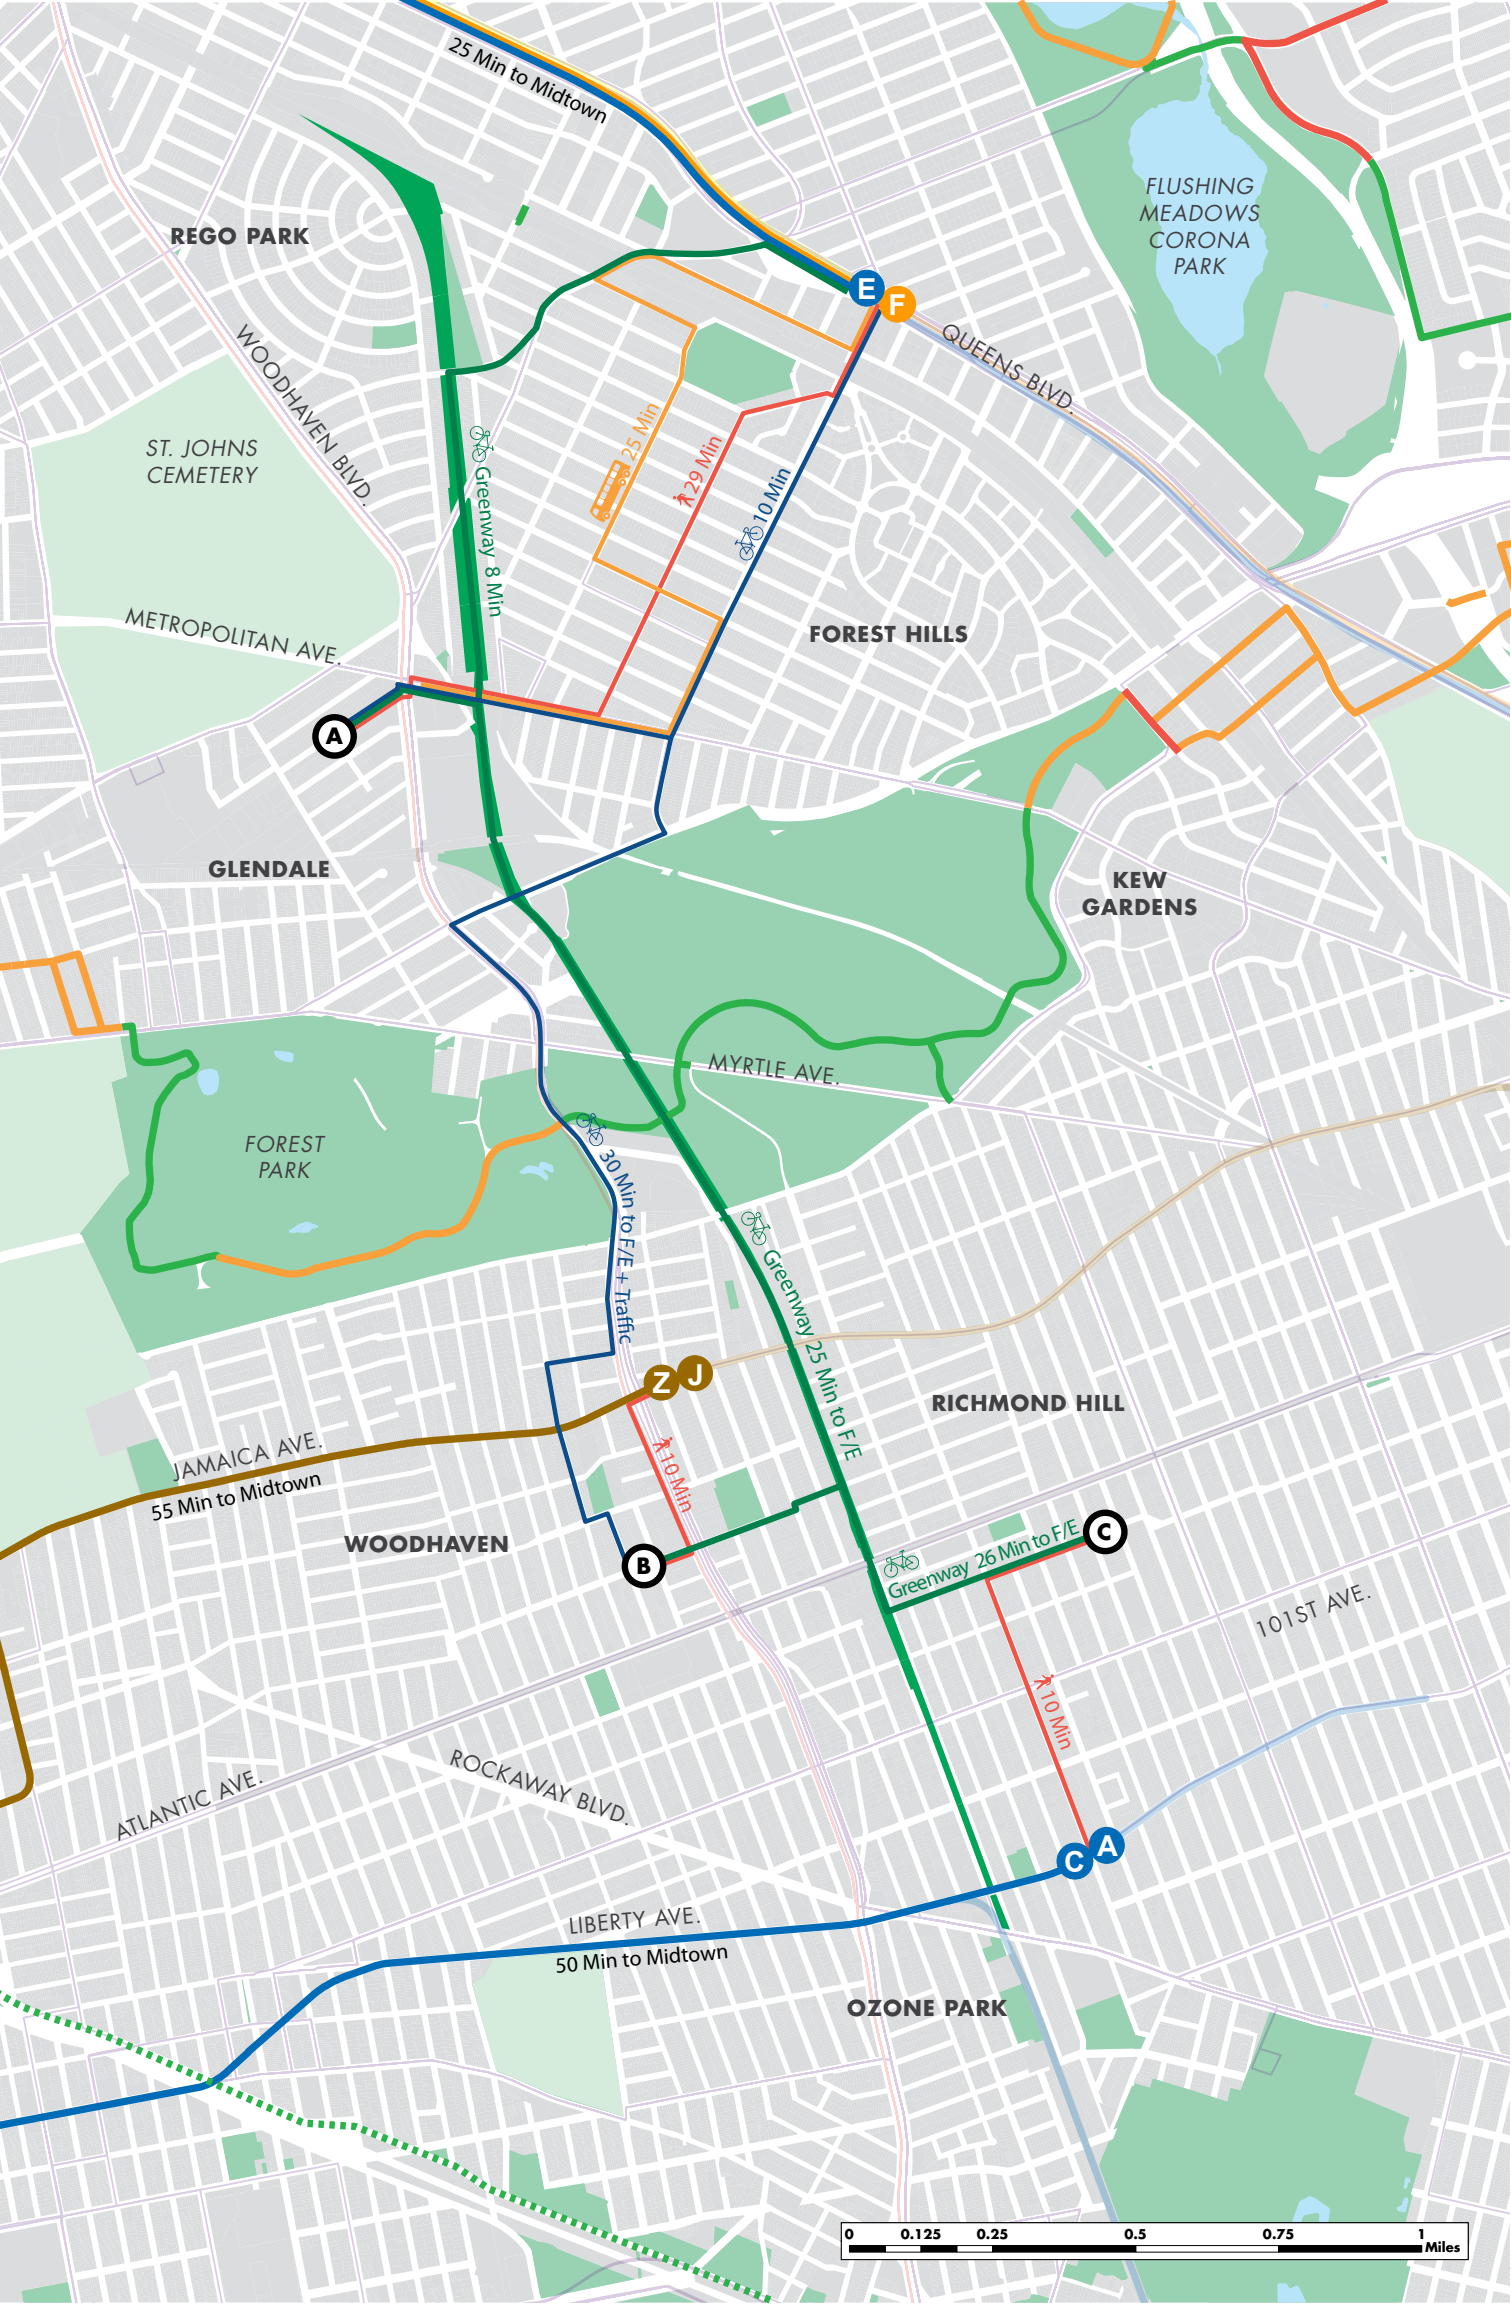 25 Min to Midtown
FLUSHING
MEADOWS
CORONA
PARK
REGO PARK
E
F
QUEENS BLVD.
WOODHAVEN BLVD.
ST. JOHNS
CEMETERY
Greenway 8 Min
25 Min
29 Min
10 Min
METROPOLITAN AVE.
FOREST HILLS
A
GLENDALE
KEW
GARDENS
MYRTLE AVE.
FOREST
PARK
30 Min to F/E + Traffic
Greenway 25 Min to F/E
Z
J
RICHMOND HILL
JAMAICA AVE.
55 Min to Midtown
10 Min
WOODHAVEN
B
C
Greenway 26 Min to F/E
101ST AVE.
10 Min
ROCKAWAY BLVD.
ATLANTIC AVE.
C
A
LIBERTY AVE.
50 Min to Midtown
OZONE PARK
0 0.125 0.25 0.5 0.75 1
Miles